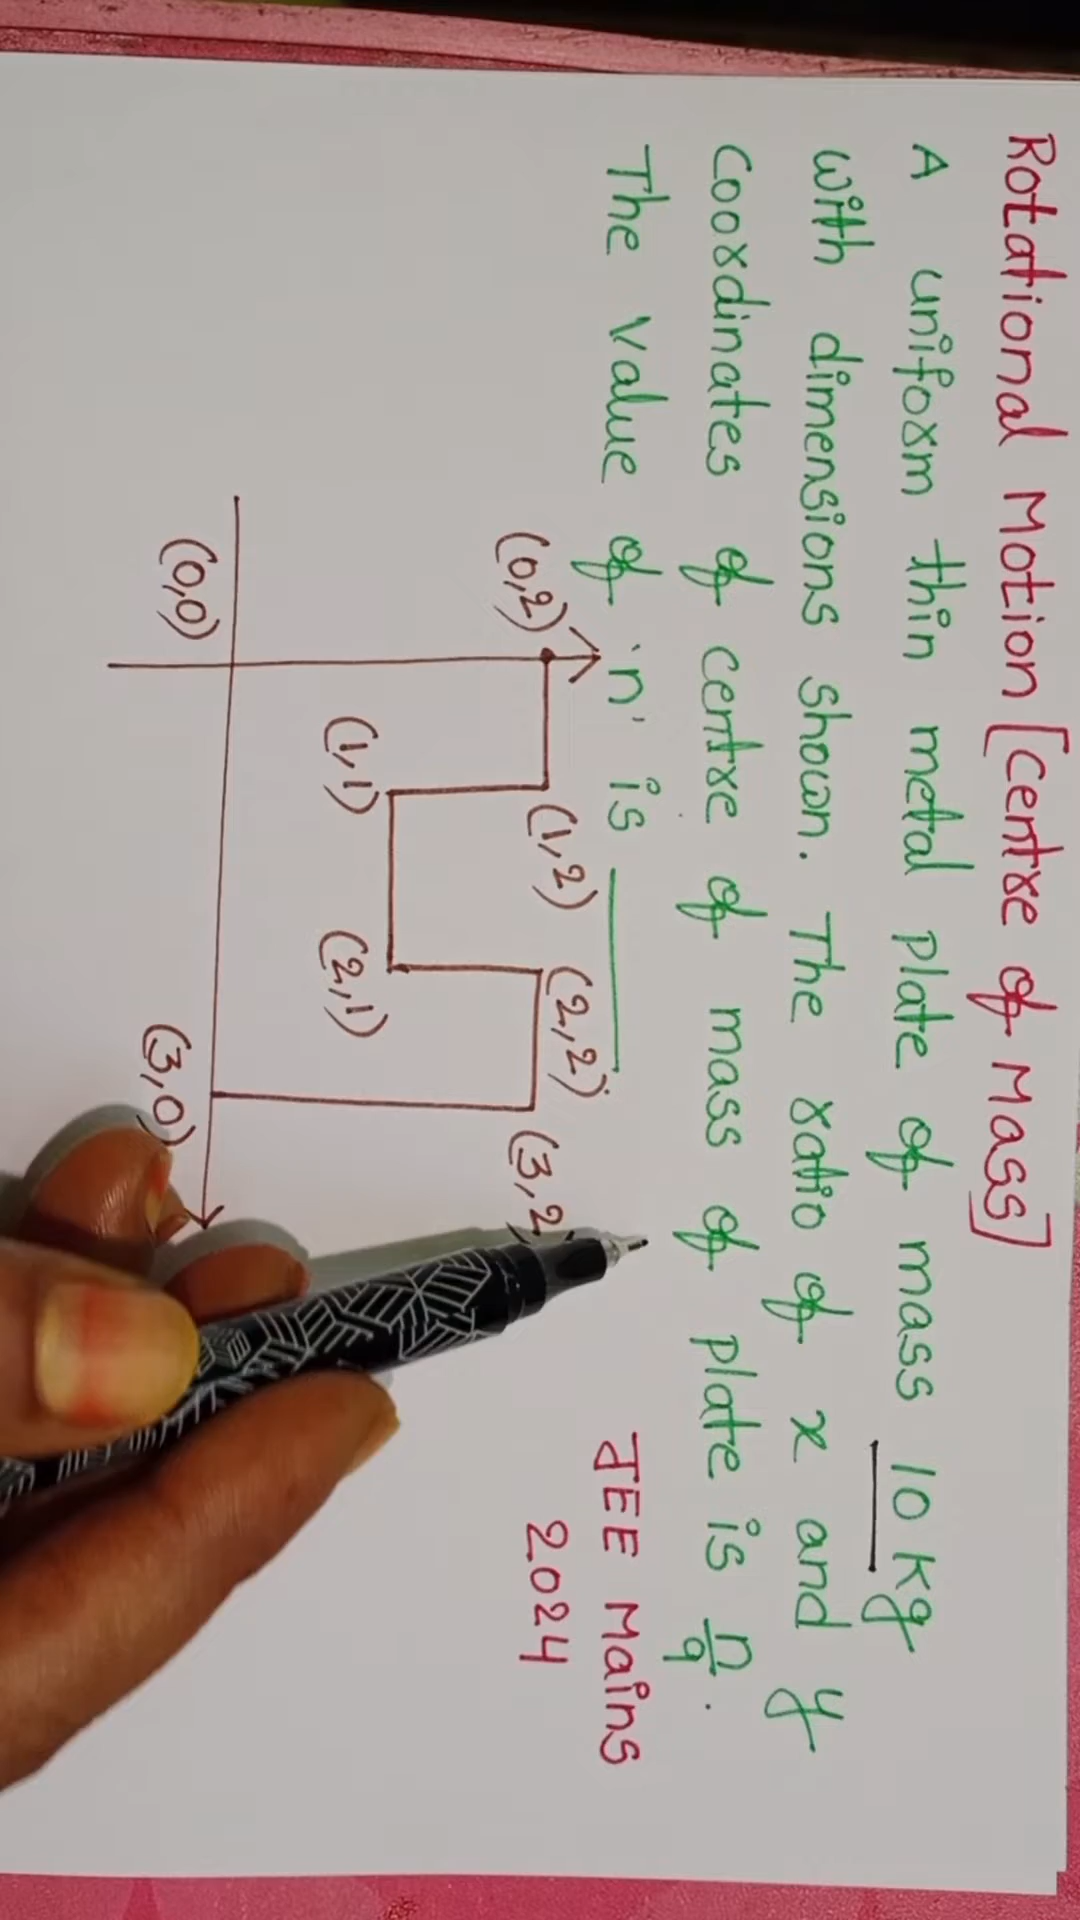 Rotational Motion [Centre of Mass]
A uniform thin metal plate of mass 10 kg
with dimensions shown. The ratio of x and y
Coordinates of centre of mass of plate is n/9.
The value of 'n' is ____
JEE Mains
2024
(0,2)
(1,2)
(2,2)
(3,2
(1,1)
(2,1)
(0,0)
(3,0)